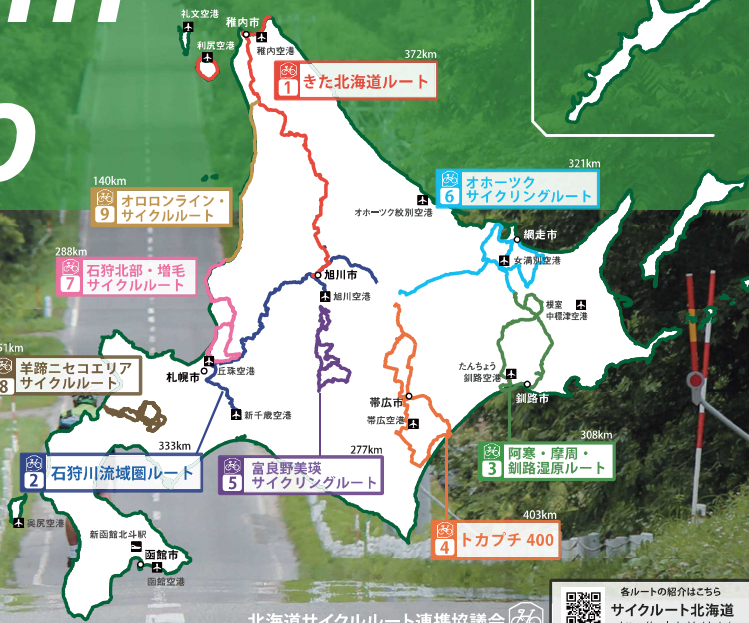 礼文空港
稚内市
利尻空港
稚内空港
372km
1 きた北海道ルート
140km
9 オロロンライン・
サイクルルート
321km
6 オホーツク
サイクリングルート
オホーツク紋別空港
網走市
女満別空港
288km
7 石狩北部・増毛
サイクルルート
旭川市
旭川空港
根室
中標津空港
51km
8 羊蹄ニセコエリア
サイクルルート
丘珠空港
札幌市
新千歳空港
たんちょう
釧路空港
釧路市
帯広市
帯広空港
333km
2 石狩川流域圏ルート
277km
5 富良野美瑛
サイクリングルート
308km
3 阿寒・摩周・
釧路湿原ルート
403km
4 トカプチ 400
奥尻空港
新函館北斗駅
函館市
函館空港
各ルートの紹介はこちら
サイクルート北海道
北海道サイクルルート連携協議会